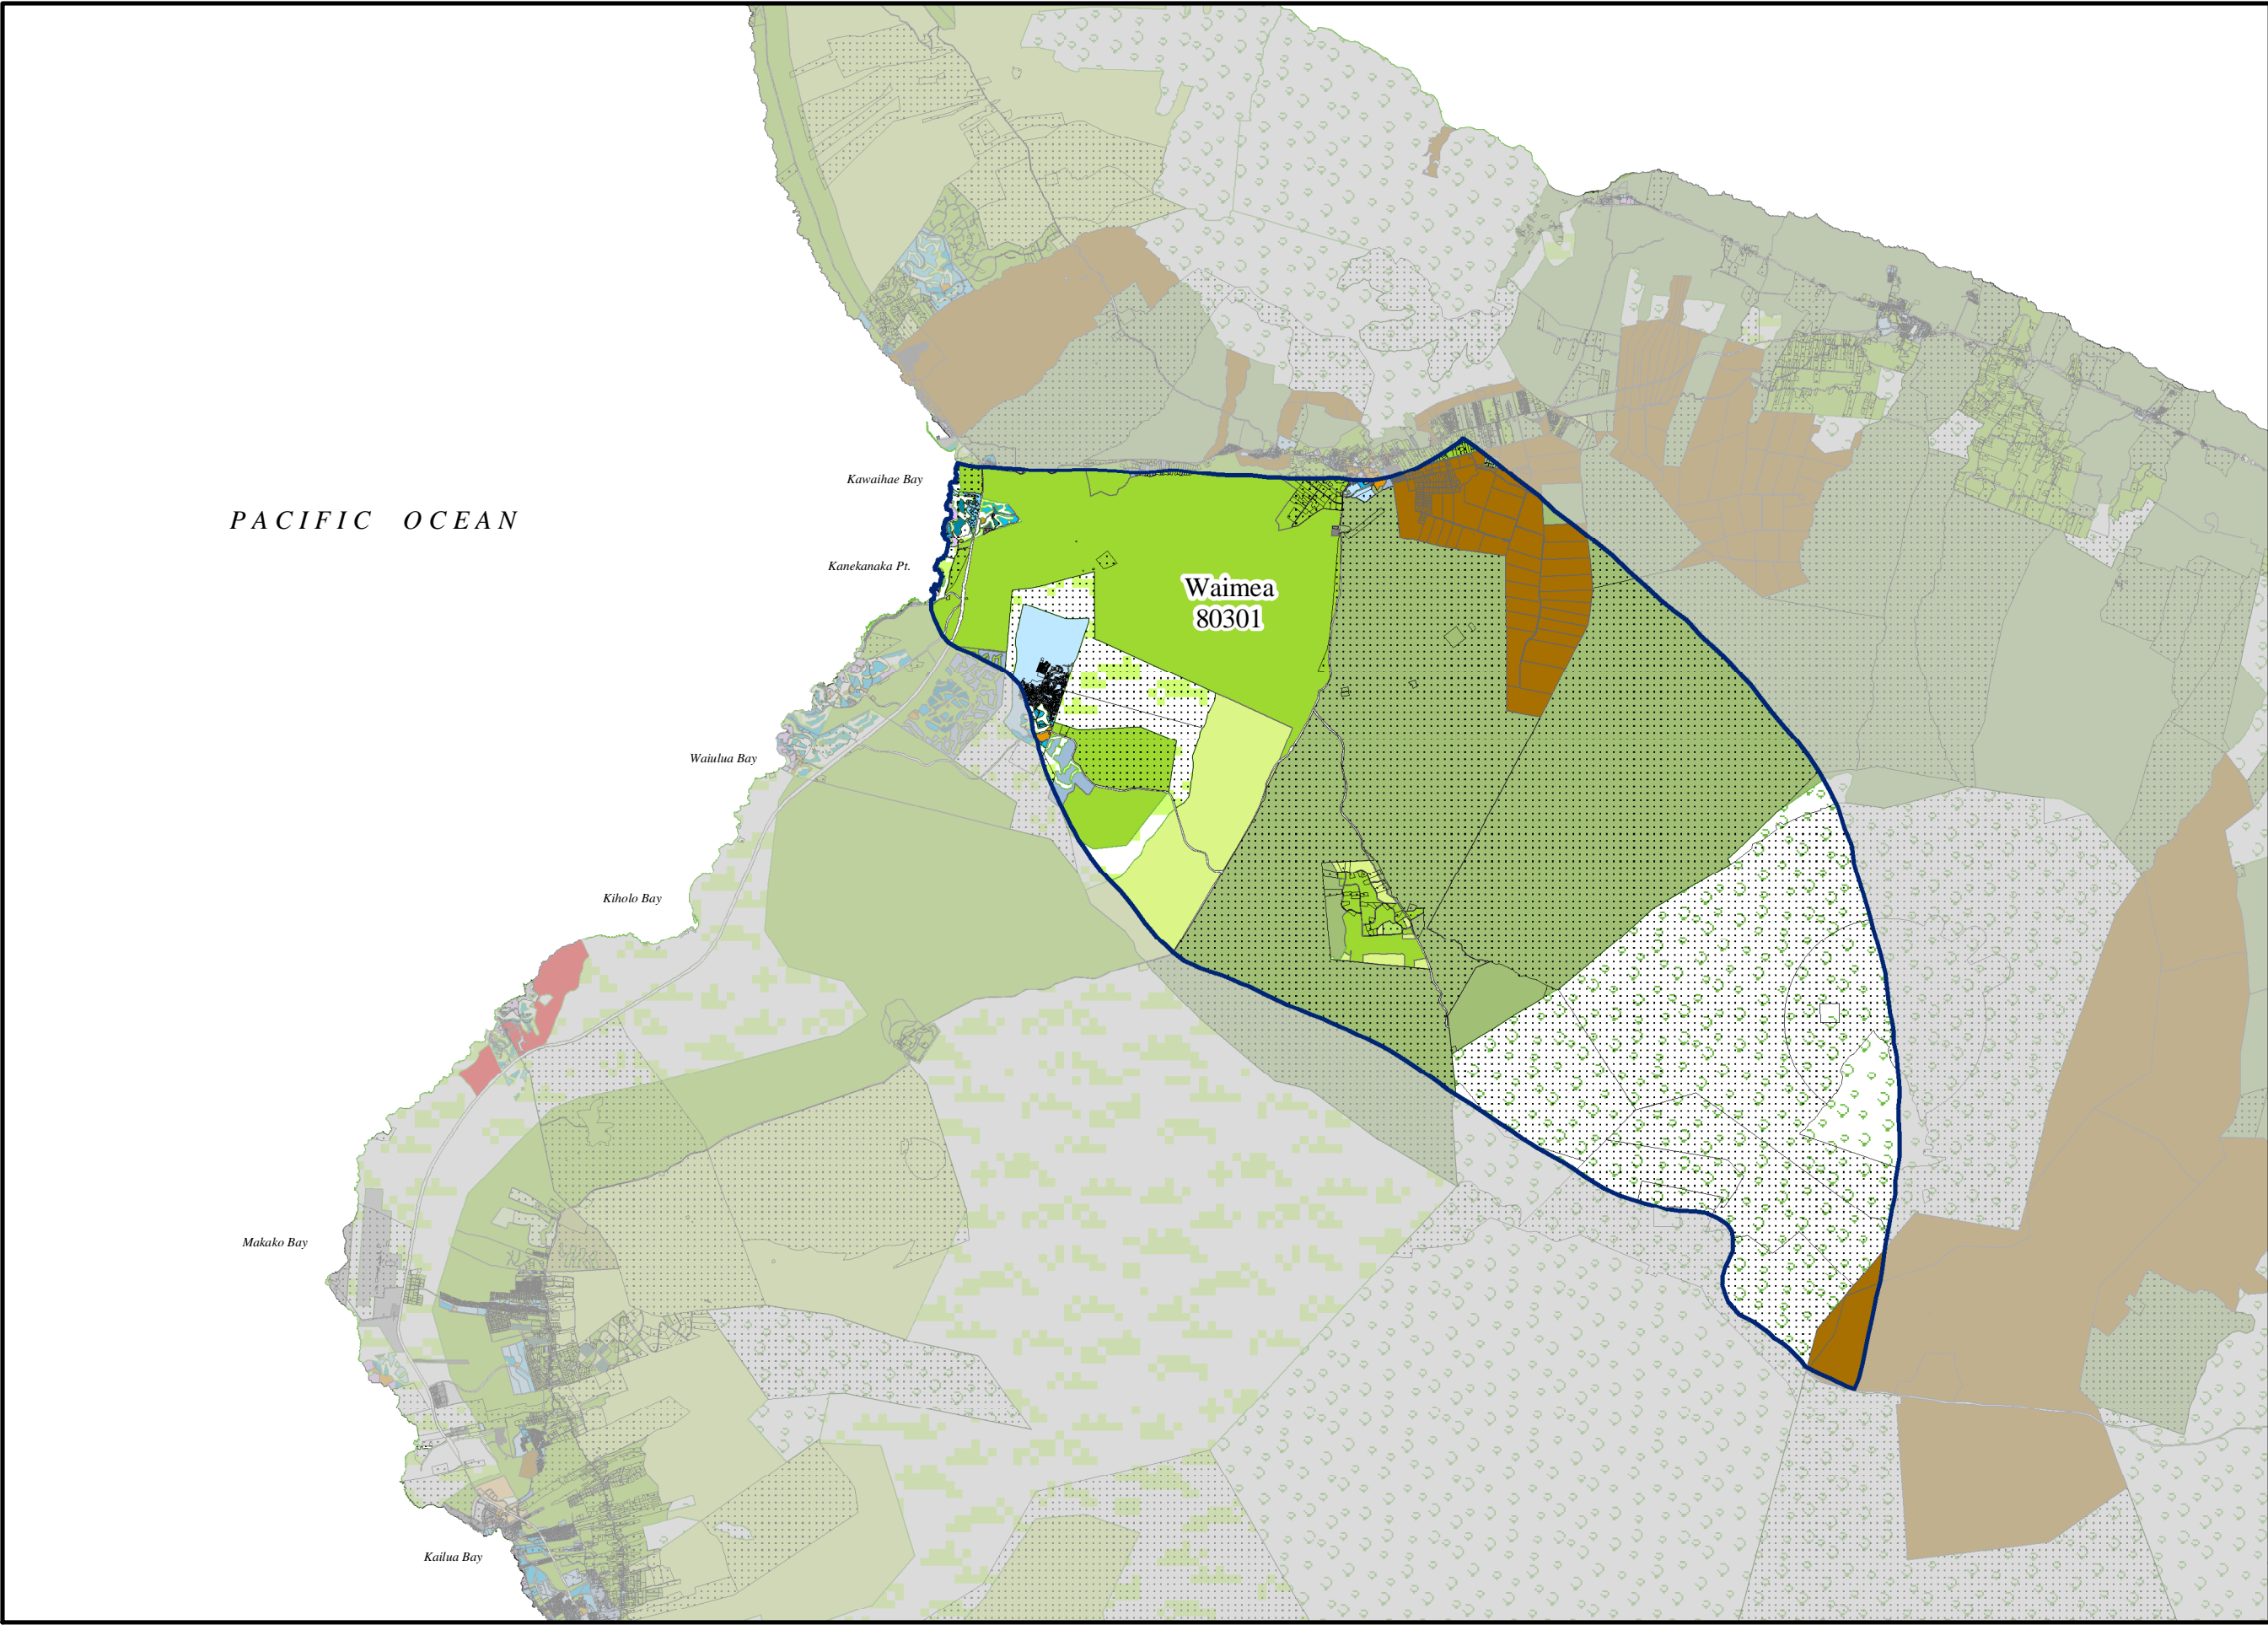 Kawaihae Bay
PACIFIC OCEAN
Kanekanaka Pt.
Waimea
80301
Waiulua Bay
Kiholo Bay
Makako Bay
Kailua Bay